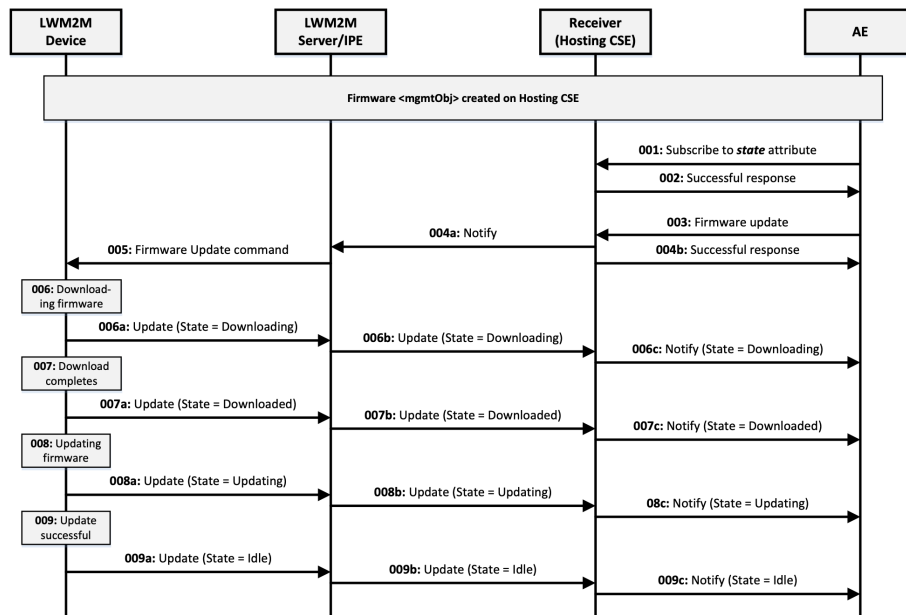 LWM2M
Device
LWM2M
Server/IPE
Receiver
(Hosting CSE)
AE
Firmware <mgmtObj> created on Hosting CSE
001: Subscribe to state attribute
002: Successful response
003: Firmware update
004a: Notify
005: Firmware Update command
004b: Successful response
006: Download-
ing firmware
006a: Update (State = Downloading)
006b: Update (State = Downloading)
006c: Notify (State = Downloading)
007: Download
completes
007a: Update (State = Downloaded)
007b: Update (State = Downloaded)
007c: Notify (State = Downloaded)
008: Updating
firmware
008a: Update (State = Updating)
008b: Update (State = Updating)
08c: Notify (State = Updating)
009: Update
successful
009a: Update (State = Idle)
009b: Update (State = Idle)
009c: Notify (State = Idle)